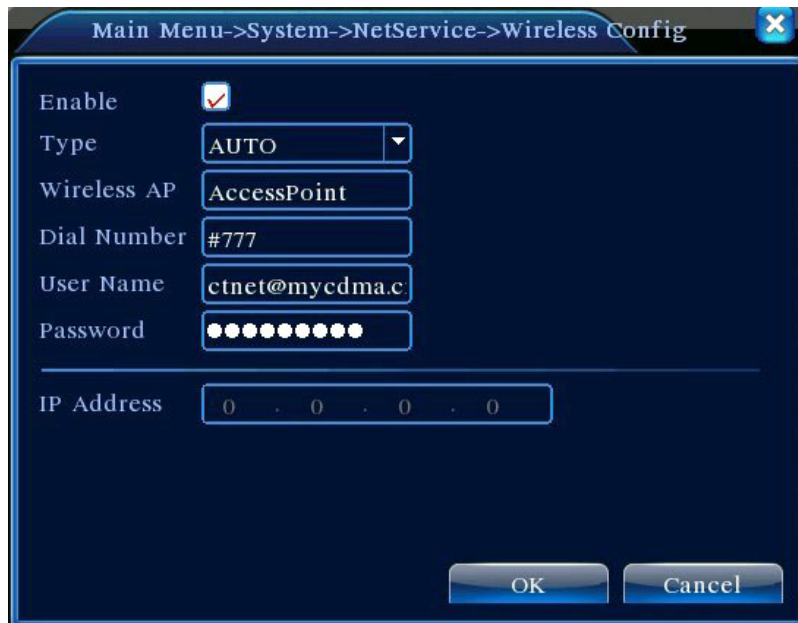 Main Menu->System->NetService->Wireless Config
Enable
Type AUTO
Wireless AP AccessPoint
Dial Number #777
User Name ctnet@mycdma.c
Password ●●●●●●●●●
IP Address 0 . 0 . 0 . 0
OK Cancel